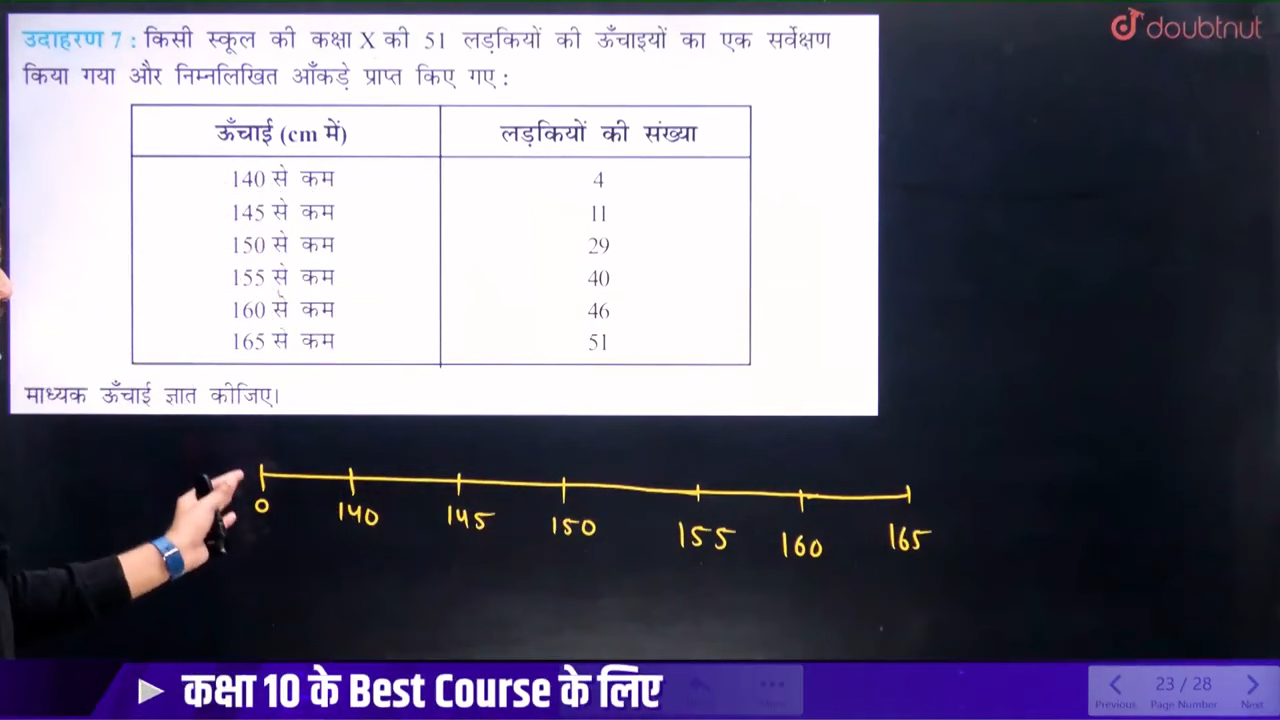 doubtnut
उदाहरण 7 : किसी स्कूल की कक्षा X की 51 लड़कियों की ऊँचाइयों का एक सर्वेक्षण
किया गया और निम्नलिखित आँकड़े प्राप्त किए गए :
ऊँचाई (cm में) लड़कियों की संख्या
140 से कम 4
145 से कम 11
150 से कम 29
155 से कम 40
160 से कम 46
165 से कम 51
माध्यक ऊँचाई ज्ञात कीजिए।
0 140 145 150 155 160 165
कक्षा 10 के Best Course के लिए
23 / 28
Previous Page Number Next